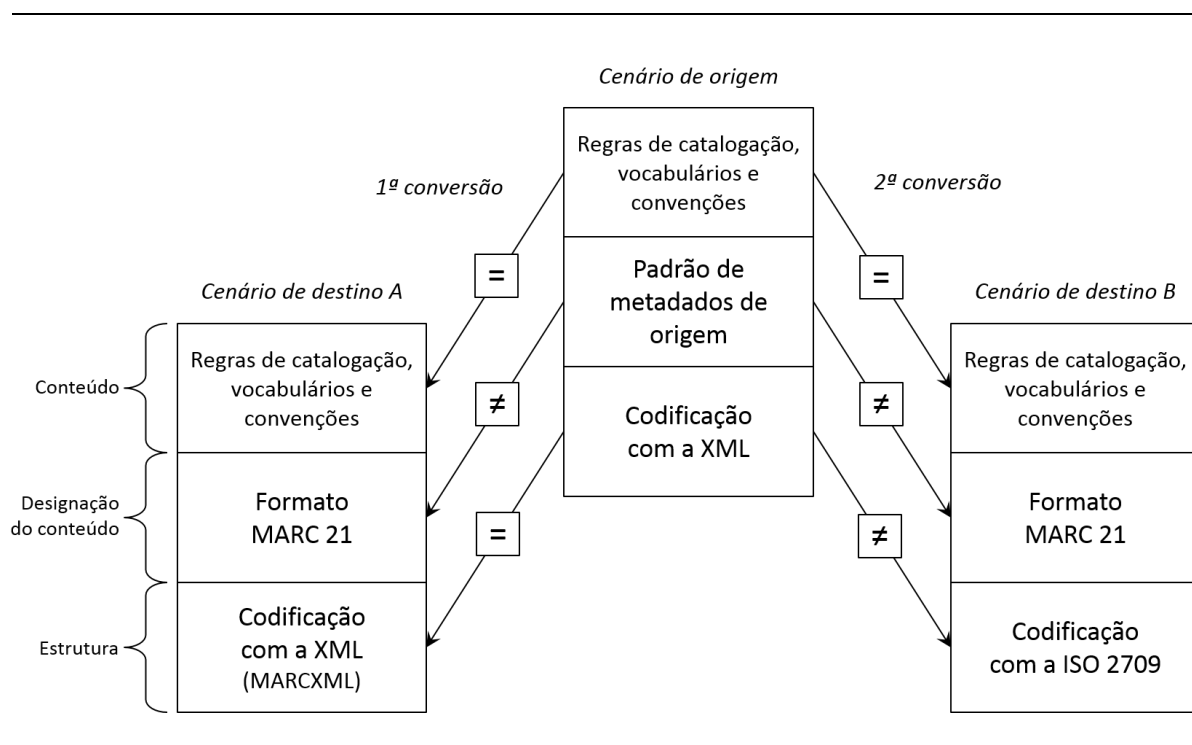 Cenário de origem
Regras de catalogação,
vocabulários e
convenções
Padrão de
metadados de
origem
Codificação
com a XML
1ª conversão
2ª conversão
=
≠
=
=
≠
≠
Cenário de destino A
Regras de catalogação,
vocabulários e
convenções
Formato
MARC 21
Codificação
com a XML
(MARCXML)
Conteúdo
Designação
do conteúdo
Estrutura
Cenário de destino B
Regras de catalogação,
vocabulários e
convenções
Formato
MARC 21
Codificação
com a ISO 2709